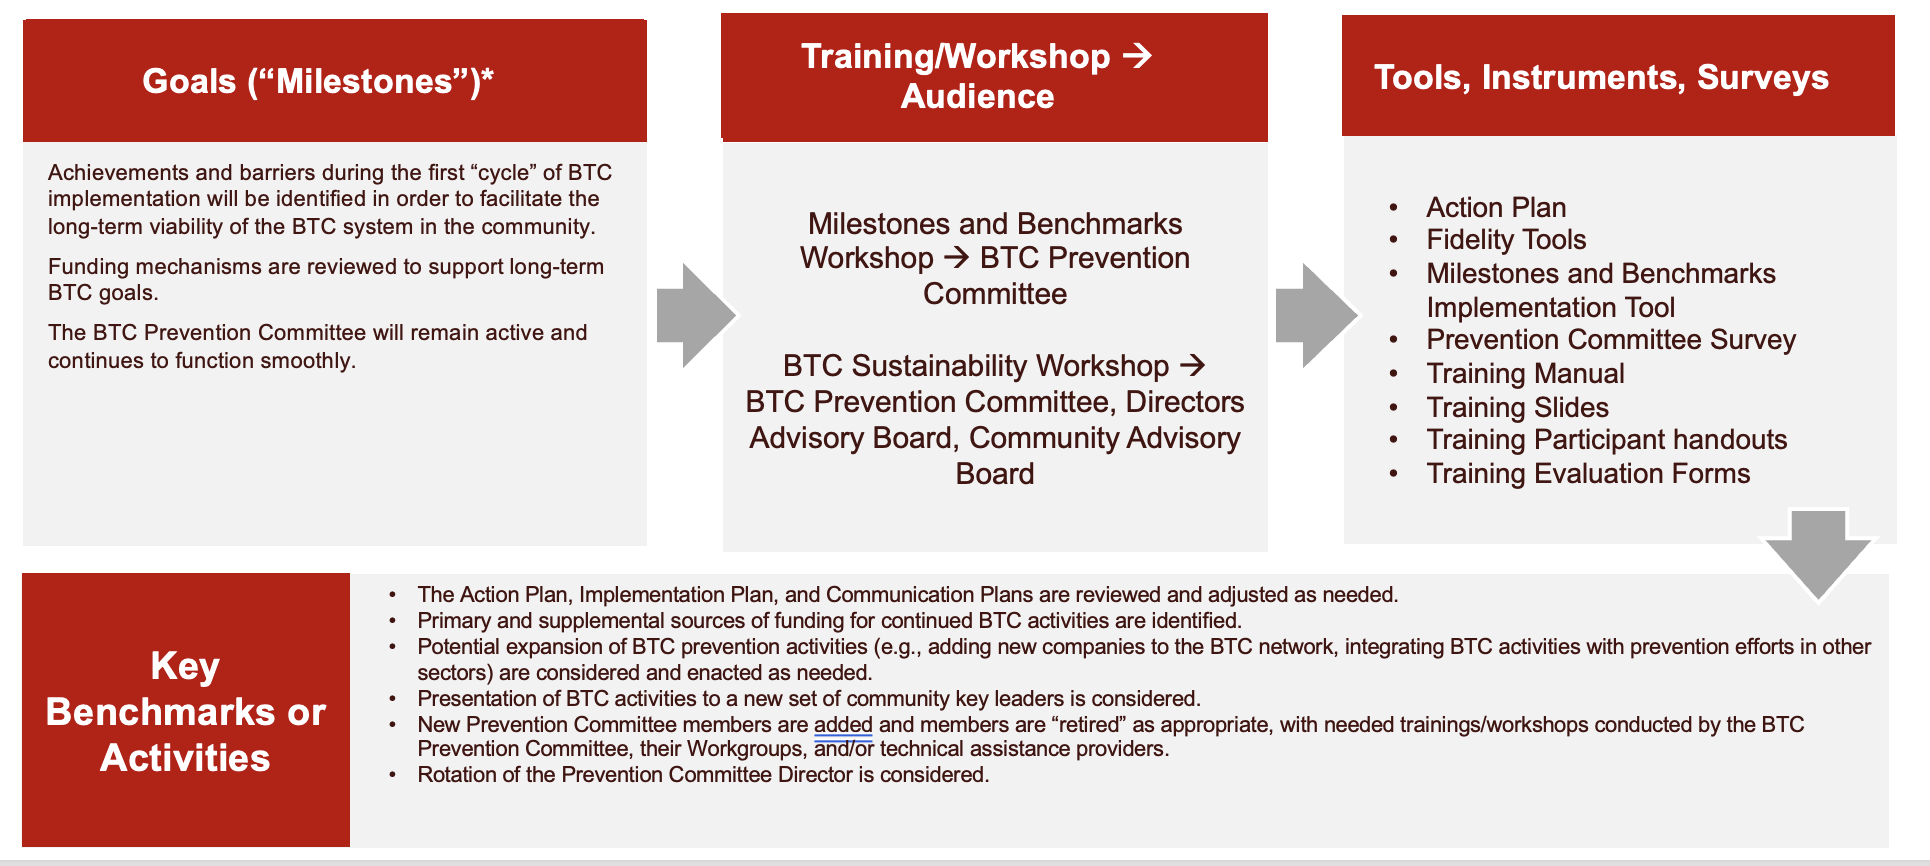 Goals (“Milestones”)*
Achievements and barriers during the first “cycle” of BTC
implementation will be identified in order to facilitate the
long-term viability of the BTC system in the community.
Funding mechanisms are reviewed to support long-term
BTC goals.
The BTC Prevention Committee will remain active and
continues to function smoothly.
Training/Workshop →
Audience
Milestones and Benchmarks
Workshop → BTC Prevention
Committee
BTC Sustainability Workshop →
BTC Prevention Committee, Directors
Advisory Board, Community Advisory
Board
Tools, Instruments, Surveys
• Action Plan
• Fidelity Tools
• Milestones and Benchmarks
Implementation Tool
• Prevention Committee Survey
• Training Manual
• Training Slides
• Training Participant handouts
• Training Evaluation Forms
Key
Benchmarks or
Activities
• The Action Plan, Implementation Plan, and Communication Plans are reviewed and adjusted as needed.
• Primary and supplemental sources of funding for continued BTC activities are identified.
• Potential expansion of BTC prevention activities (e.g., adding new companies to the BTC network, integrating BTC activities with prevention efforts in other
sectors) are considered and enacted as needed.
• Presentation of BTC activities to a new set of community key leaders is considered.
• New Prevention Committee members are added and members are “retired” as appropriate, with needed trainings/workshops conducted by the BTC
Prevention Committee, their Workgroups, and/or technical assistance providers.
• Rotation of the Prevention Committee Director is considered.